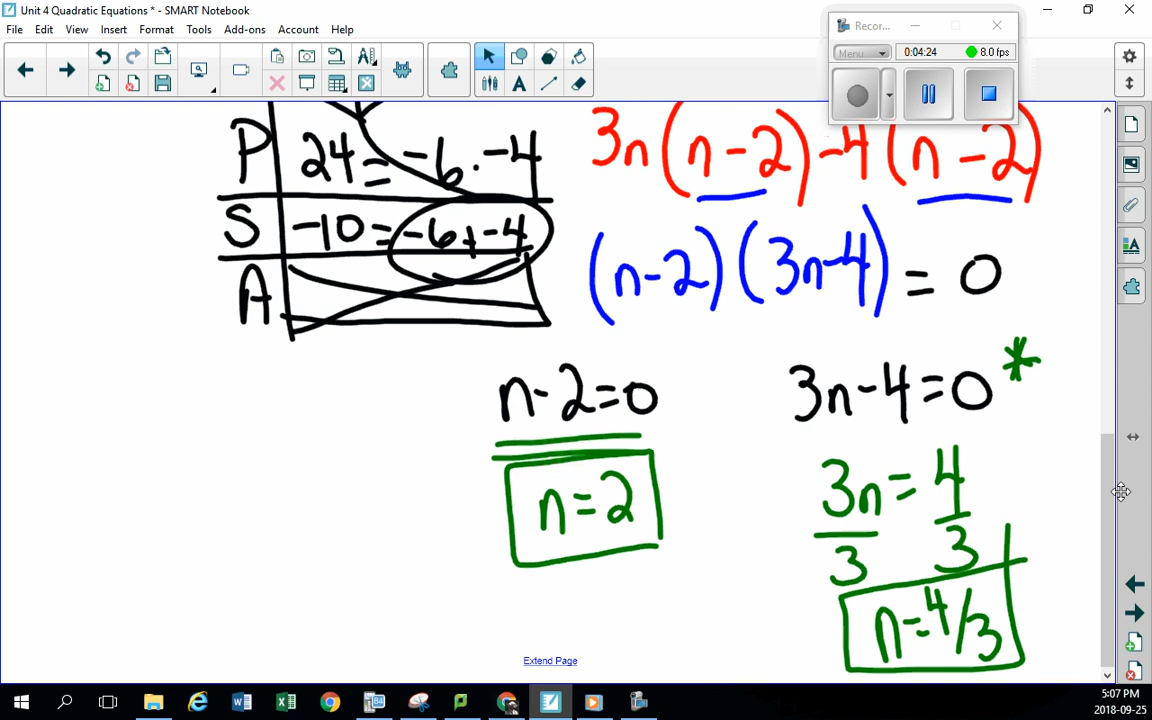 Unit 4 Quadratic Equations * - SMART Notebook
File Edit View Insert Format Tools Add-ons Account Help
Recor...
Menu 0:04:24 8.0 fps
P 24 = -6 · -4
S -10 = -6 + -4
A
3n(n-2) -4(n-2)
(n-2)(3n-4) = 0
n-2=0
n=2
3n-4=0 *
3n = 4
3 3
n=4/3
Extend Page
5:07 PM
2018-09-25